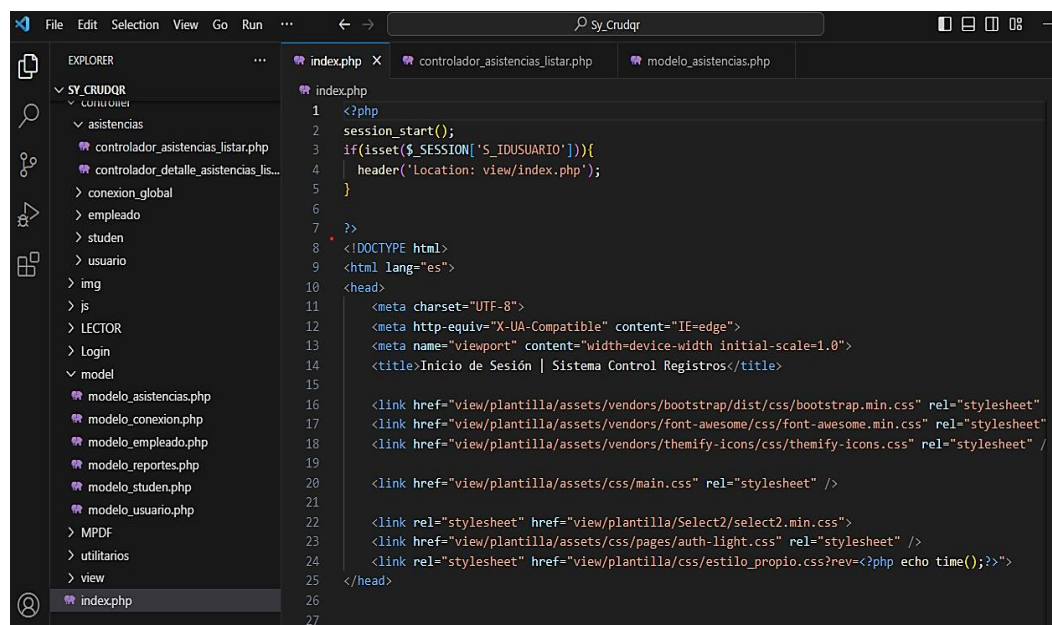 File Edit Selection View Go Run ··· Sy_Crudqr
EXPLORER ···
SY_CRUDQR
controller
asistencias
controlador_asistencias_listar.php
controlador_detalle_asistencias_lis...
conexion_global
empleado
studen
usuario
img
js
LECTOR
Login
model
modelo_asistencias.php
modelo_conexion.php
modelo_empleado.php
modelo_reportes.php
modelo_studen.php
modelo_usuario.php
MPDF
utilitarios
view
index.php
index.php X controlador_asistencias_listar.php modelo_asistencias.php
index.php
1 <?php
2 session_start();
3 if(isset($_SESSION['S_IDUSUARIO'])){
4 header('Location: view/index.php');
5 }
6
7 ?>
8 <!DOCTYPE html>
9 <html lang="es">
10 <head>
11 <meta charset="UTF-8">
12 <meta http-equiv="X-UA-Compatible" content="IE=edge">
13 <meta name="viewport" content="width=device-width initial-scale=1.0">
14 <title>Inicio de Sesión | Sistema Control Registros</title>
15
16 <link href="view/plantilla/assets/vendors/bootstrap/dist/css/bootstrap.min.css" rel="stylesheet"
17 <link href="view/plantilla/assets/vendors/font-awesome/css/font-awesome.min.css" rel="stylesheet"
18 <link href="view/plantilla/assets/vendors/themify-icons/css/themify-icons.css" rel="stylesheet" /
19
20 <link href="view/plantilla/assets/css/main.css" rel="stylesheet" />
21
22 <link rel="stylesheet" href="view/plantilla/Select2/select2.min.css">
23 <link href="view/plantilla/assets/css/pages/auth-light.css" rel="stylesheet" />
24 <link rel="stylesheet" href="view/plantilla/css/estilo_propio.css?rev=<?php echo time();?>">
25 </head>
26
27